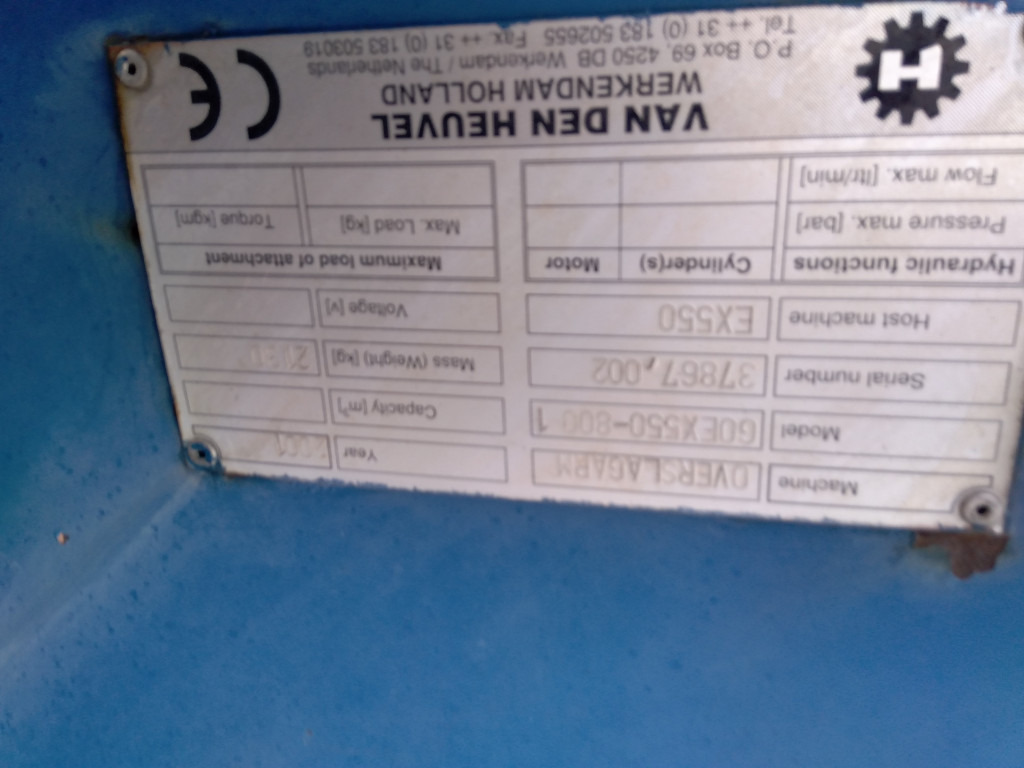 Machine OVERSLAGARM Year
Model GOEX550-800 1 Capacity [m³]
Serial number 37867,002 Mass (Weight) [kg]
Host machine EX550 Voltage [v]
Hydraulic functions Cylinder(s) Motor Maximum load of attachment
Pressure max. [bar] Max. Load [kg] Torque [kgm]
Flow max. [ltr/min]
H
VAN DEN HEUVEL
WERKENDAM HOLLAND
P.O. Box 69, 4250 DB Werkendam / The Netherlands
Tel. ++ 31 (0) 183 502655 Fax ++ 31 (0) 183 503019
CE